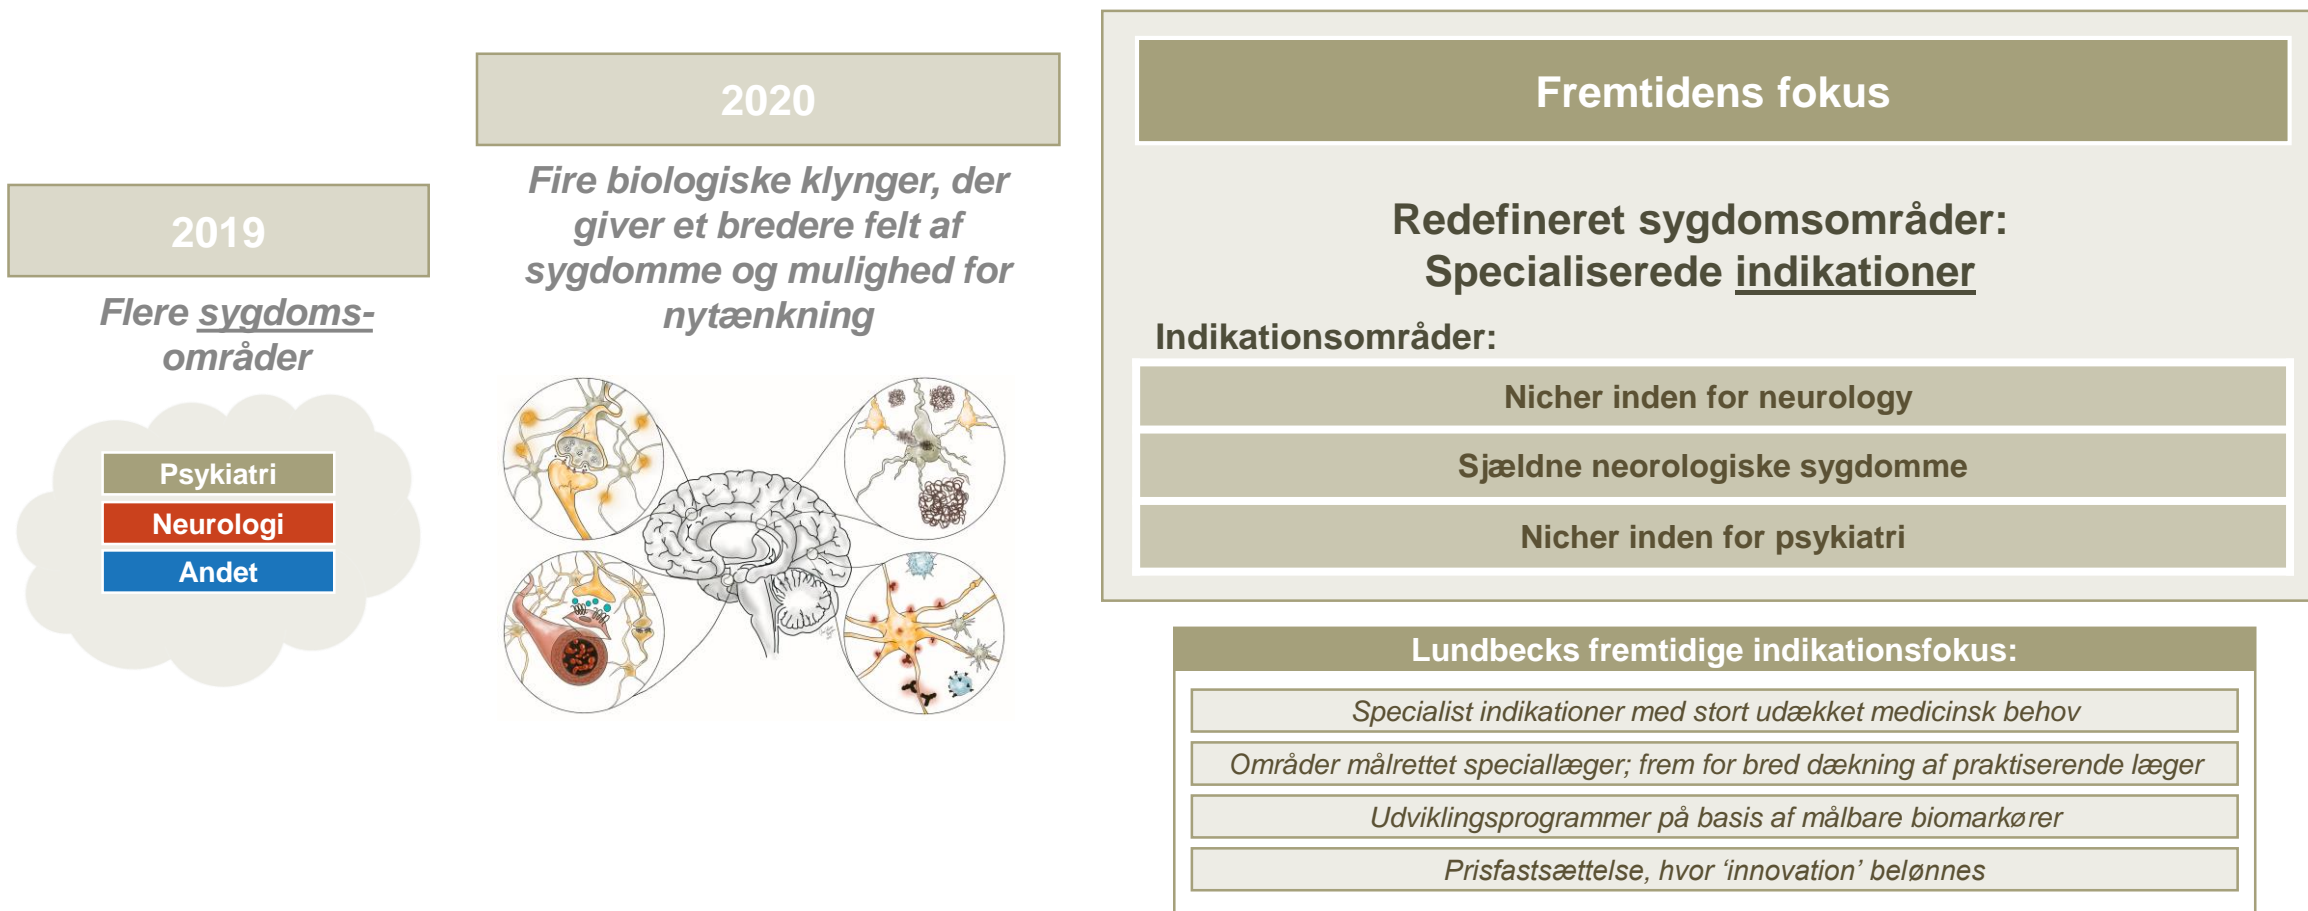 2019
Flere sygdoms-
områder
Psykiatri
Neurologi
Andet
2020
Fire biologiske klynger, der
giver et bredere felt af
sygdomme og mulighed for
nytænkning
Fremtidens fokus
Redefineret sygdomsområder:
Specialiserede indikationer
Indikationsområder:
Nicher inden for neurology
Sjældne neorologiske sygdomme
Nicher inden for psykiatri
Lundbecks fremtidige indikationsfokus:
Specialist indikationer med stort udækket medicinsk behov
Områder målrettet speciallæger; frem for bred dækning af praktiserende læger
Udviklingsprogrammer på basis af målbare biomarkører
Prisfastsættelse, hvor ‘innovation’ belønnes